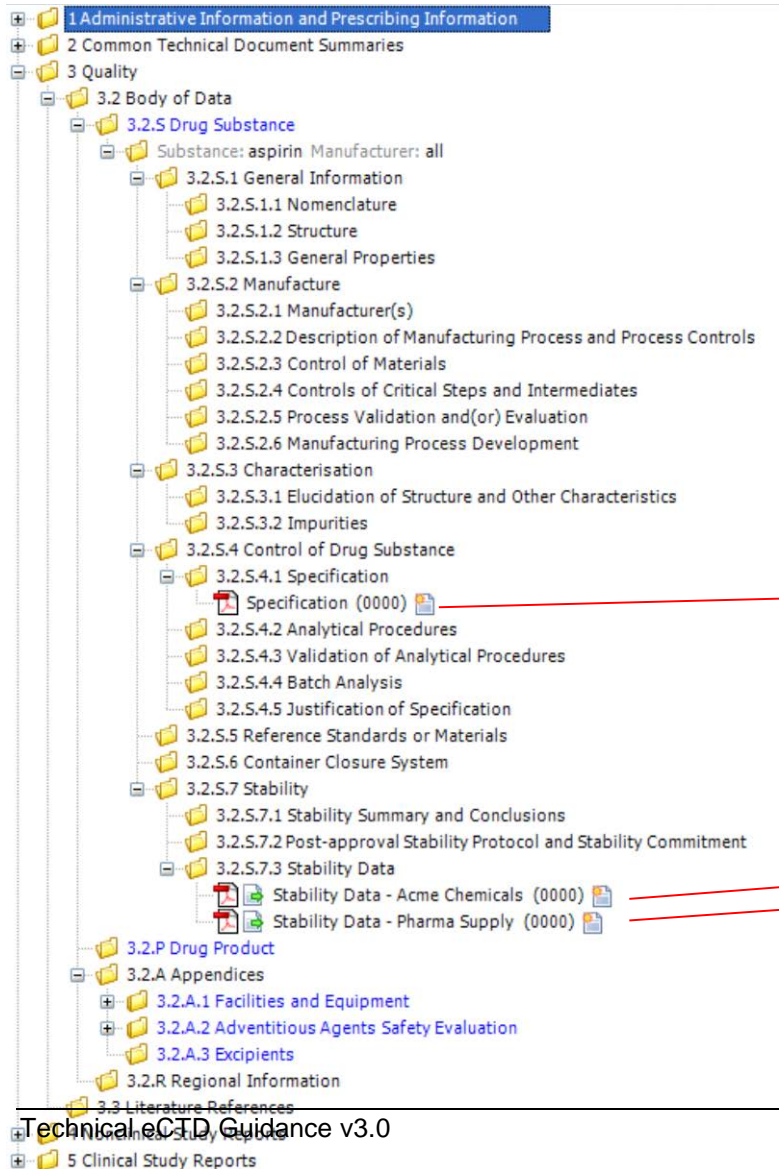 1 Administrative Information and Prescribing Information
2 Common Technical Document Summaries
3 Quality
3.2 Body of Data
3.2.S Drug Substance
Substance: aspirin Manufacturer: all
3.2.S.1 General Information
3.2.S.1.1 Nomenclature
3.2.S.1.2 Structure
3.2.S.1.3 General Properties
3.2.S.2 Manufacture
3.2.S.2.1 Manufacturer(s)
3.2.S.2.2 Description of Manufacturing Process and Process Controls
3.2.S.2.3 Control of Materials
3.2.S.2.4 Controls of Critical Steps and Intermediates
3.2.S.2.5 Process Validation and(or) Evaluation
3.2.S.2.6 Manufacturing Process Development
3.2.S.3 Characterisation
3.2.S.3.1 Elucidation of Structure and Other Characteristics
3.2.S.3.2 Impurities
3.2.S.4 Control of Drug Substance
3.2.S.4.1 Specification
Specification (0000)
3.2.S.4.2 Analytical Procedures
3.2.S.4.3 Validation of Analytical Procedures
3.2.S.4.4 Batch Analysis
3.2.S.4.5 Justification of Specification
3.2.S.5 Reference Standards or Materials
3.2.S.6 Container Closure System
3.2.S.7 Stability
3.2.S.7.1 Stability Summary and Conclusions
3.2.S.7.2 Post-approval Stability Protocol and Stability Commitment
3.2.S.7.3 Stability Data
Stability Data - Acme Chemicals (0000)
Stability Data - Pharma Supply (0000)
3.2.P Drug Product
3.2.A Appendices
3.2.A.1 Facilities and Equipment
3.2.A.2 Adventitious Agents Safety Evaluation
3.2.A.3 Excipients
3.2.R Regional Information
3.3 Literature References
Technical eCTD Guidance v3.0
4 Nonclinical Study Reports
5 Clinical Study Reports